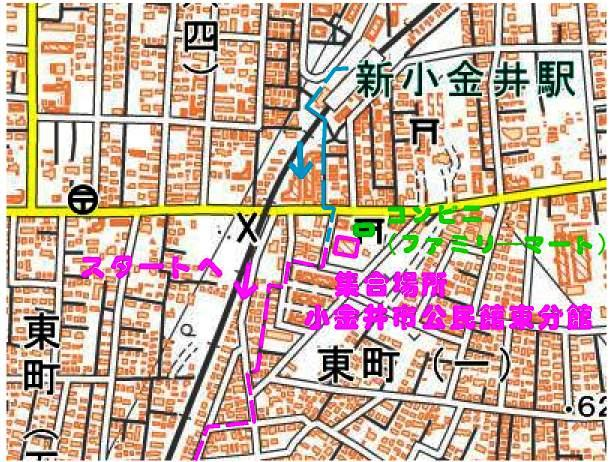 四)
新小金井駅
コンビニ
(ファミリーマート)
スタートへ
集合場所
小金井市公民館東分館
東町(一)
東町(
・62